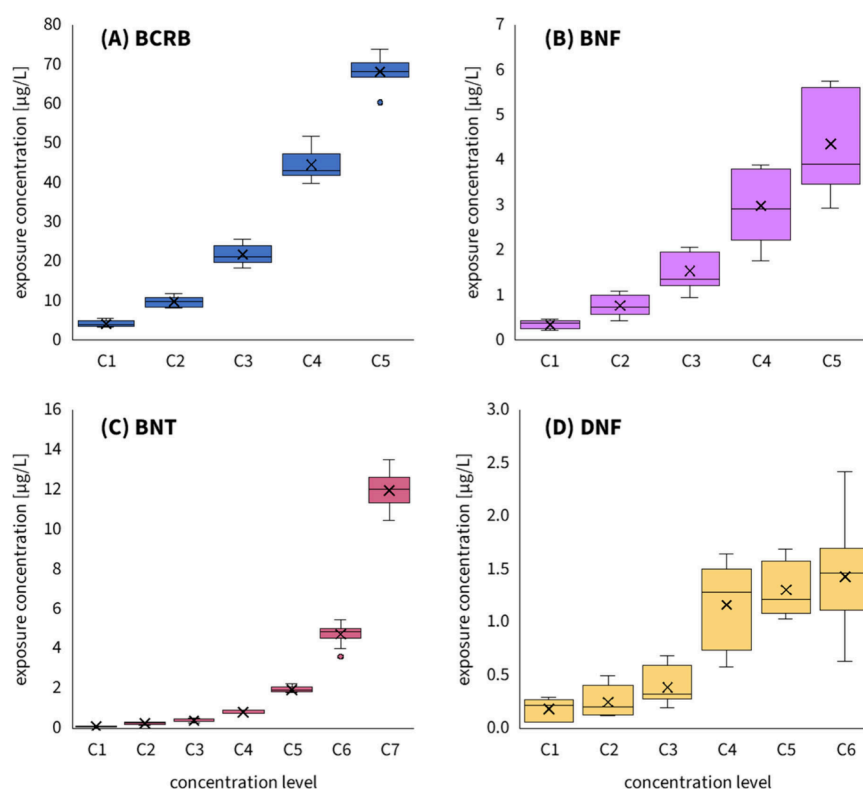 (A) BCRB
exposure concentration [µg/L]
80
70
60
50
40
30
20
10
0
C1 C2 C3 C4 C5
(B) BNF
exposure concentration [µg/L]
7
6
5
4
3
2
1
0
C1 C2 C3 C4 C5
(C) BNT
exposure concentration [µg/L]
16
14
12
10
8
6
4
2
0
C1 C2 C3 C4 C5 C6 C7
concentration level
(D) DNF
exposure concentration [µg/L]
3.0
2.5
2.0
1.5
1.0
0.5
0.0
C1 C2 C3 C4 C5 C6
concentration level